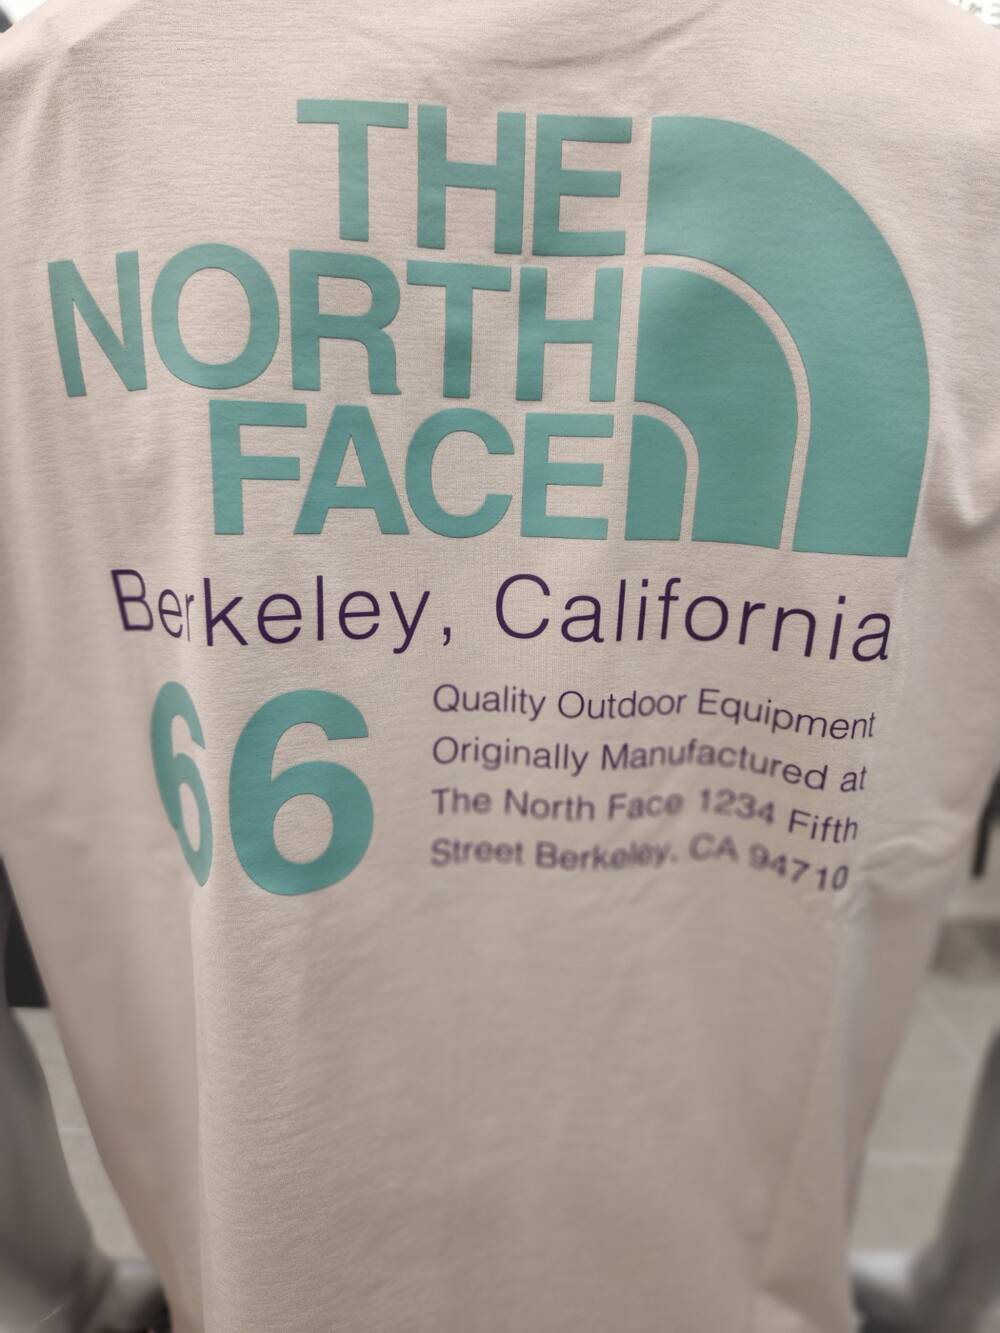 THE
NORTH
FACE
Berkeley, California
66
Quality Outdoor Equipment
Originally Manufactured at
The North Face 1234 Fifth
Street Berkeley, CA 94710